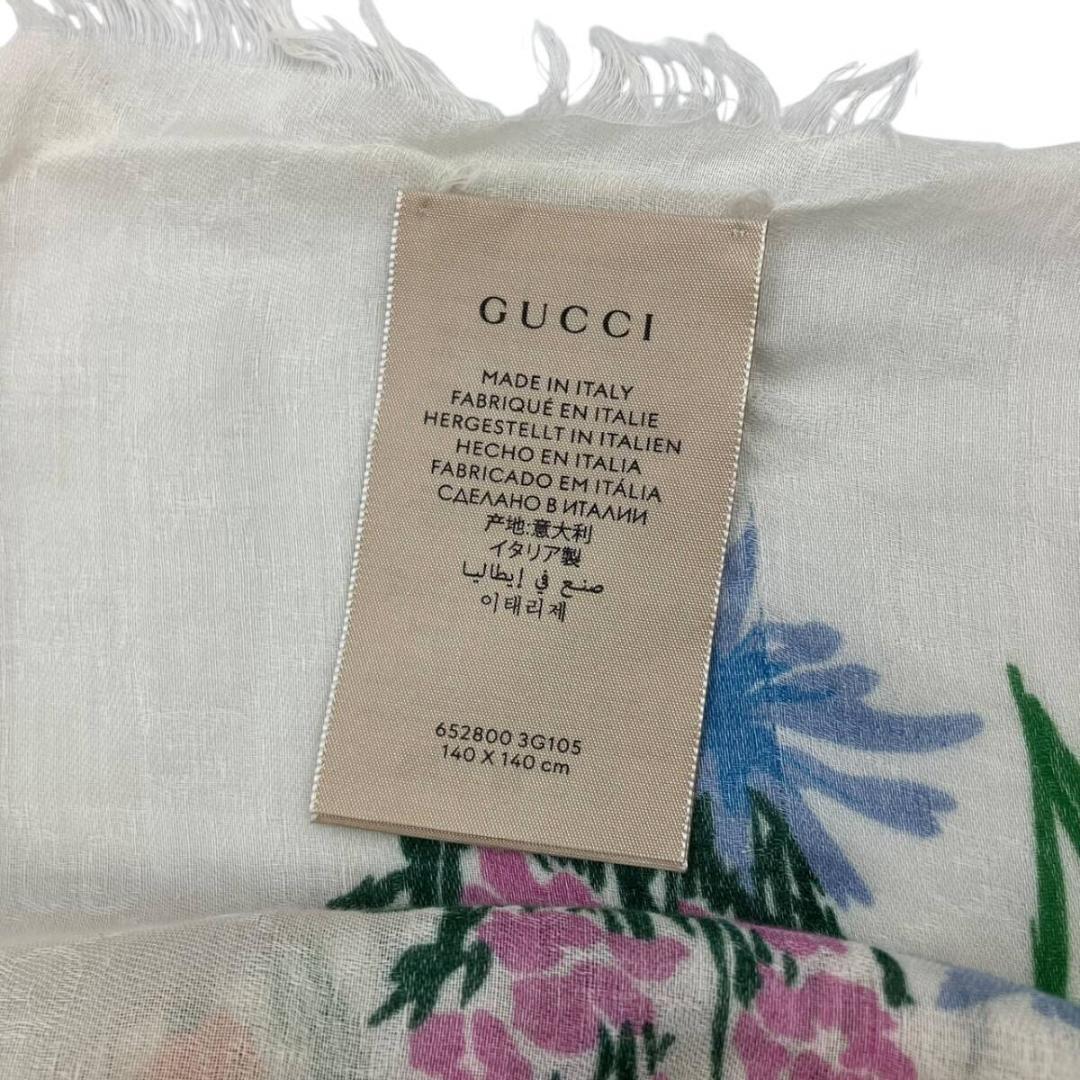 GUCCI
MADE IN ITALY
FABRIQUÉ EN ITALIE
HERGESTELLT IN ITALIEN
HECHO EN ITALIA
FABRICADO EM ITÁLIA
СДЕЛАНО В ИТАЛИИ
产地:意大利
イタリア製
صنع في إيطاليا
이태리제
652800 3G105
140 X 140 cm